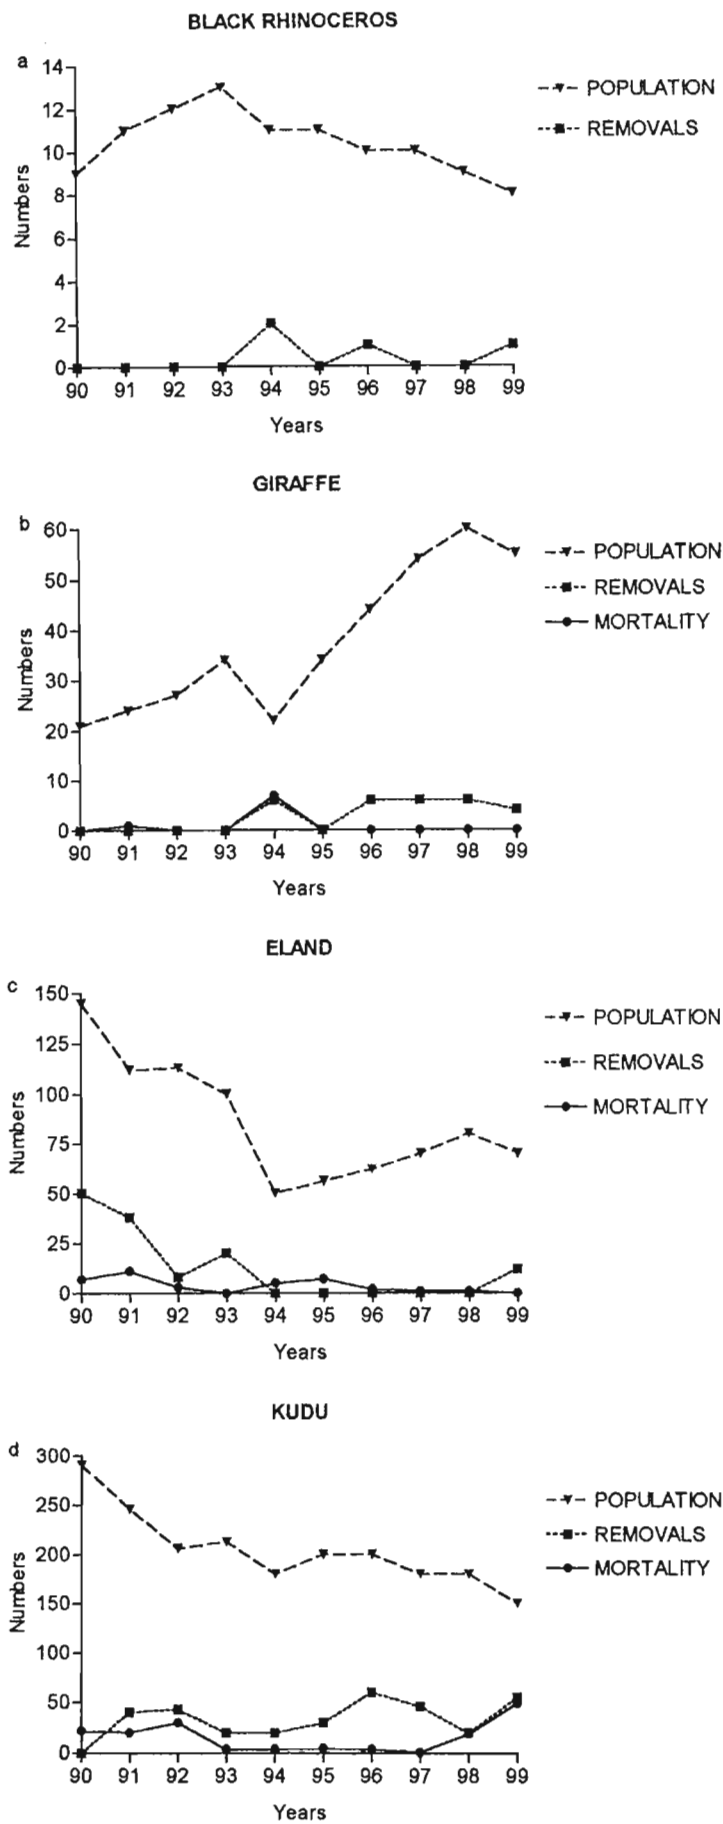 BLACK RHINOCEROS
a
14
12
10
8
6
4
2
0
Numbers
90 91 92 93 94 95 96 97 98 99
Years
POPULATION
REMOVALS
GIRAFFE
b
60
50
40
30
20
10
0
Numbers
90 91 92 93 94 95 96 97 98 99
Years
POPULATION
REMOVALS
MORTALITY
ELAND
c
150
125
100
75
50
25
0
Numbers
90 91 92 93 94 95 96 97 98 99
Years
POPULATION
REMOVALS
MORTALITY
KUDU
d
300
250
200
150
100
50
0
Numbers
90 91 92 93 94 95 96 97 98 99
Years
POPULATION
REMOVALS
MORTALITY